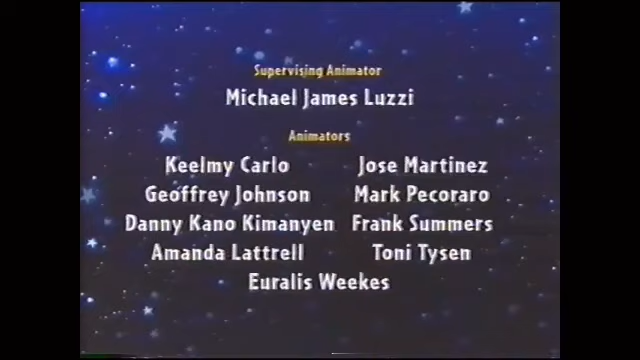 Supervising Animator
Michael James Luzzi
Animators
Keelmy Carlo Jose Martinez
Geoffrey Johnson Mark Pecoraro
Danny Kano Kimanyen Frank Summers
Amanda Lattrell Toni Tysen
Euralis Weekes